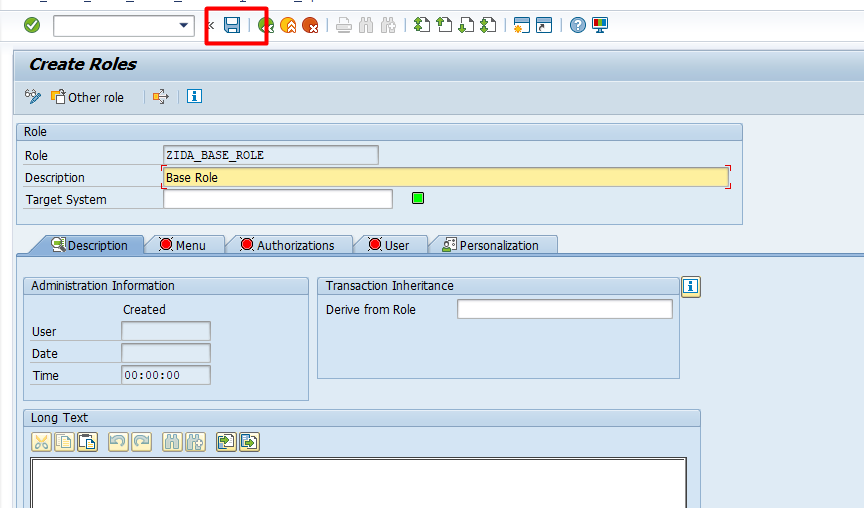 Create Roles
Other role
Role
Role ZIDA_BASE_ROLE
Description Base Role
Target System
Description Menu Authorizations User Personalization
Administration Information Transaction Inheritance
Created Derive from Role
User
Date
Time 00:00:00
Long Text